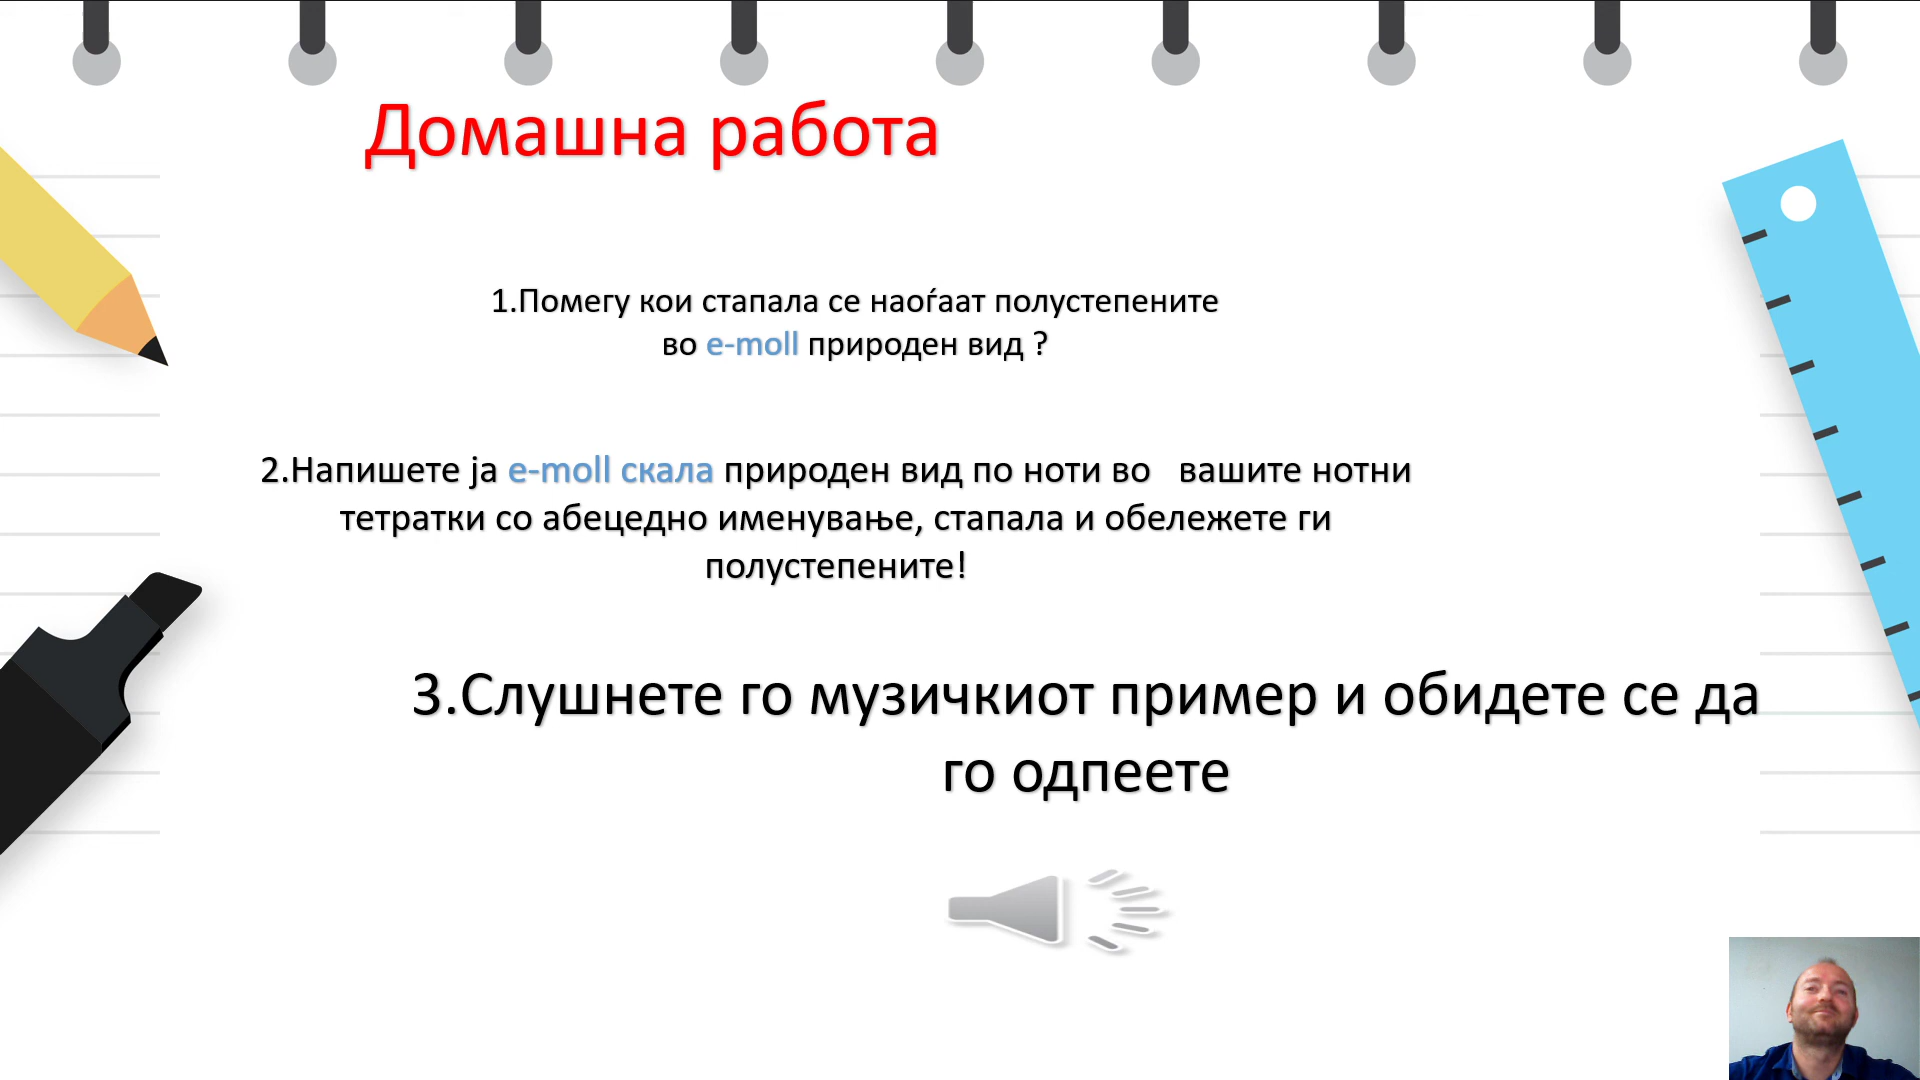 Домашна работа
1.Помегу кои стапала се наоѓаат полустепените
во e-moll природен вид ?
2.Напишете ја e-moll скала природен вид по ноти во вашите нотни
тетратки со абецедно именување, стапала и обележете ги
полустепените!
3.Слушнете го музичкиот пример и обидете се да
го одпеете